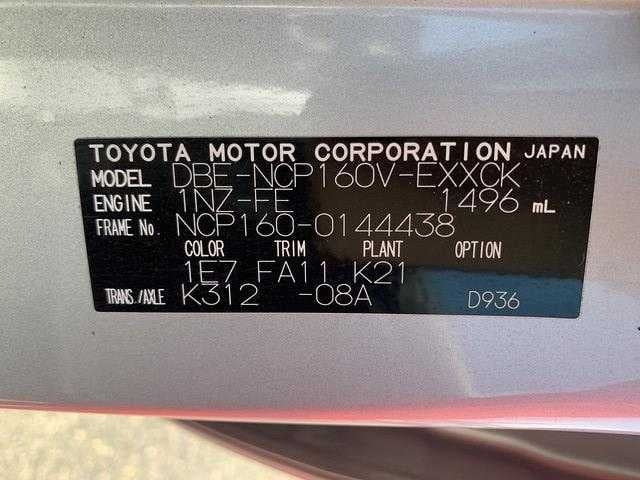 TOYOTA MOTOR CORPORATION JAPAN
MODEL DBE-NCP160V-EXXCK
ENGINE 1NZ-FE 1496 mL
FRAME No. NCP160-0144438
COLOR TRIM PLANT OPTION
1E7 FA11 K21
TRANS./AXLE K312 -08A D936